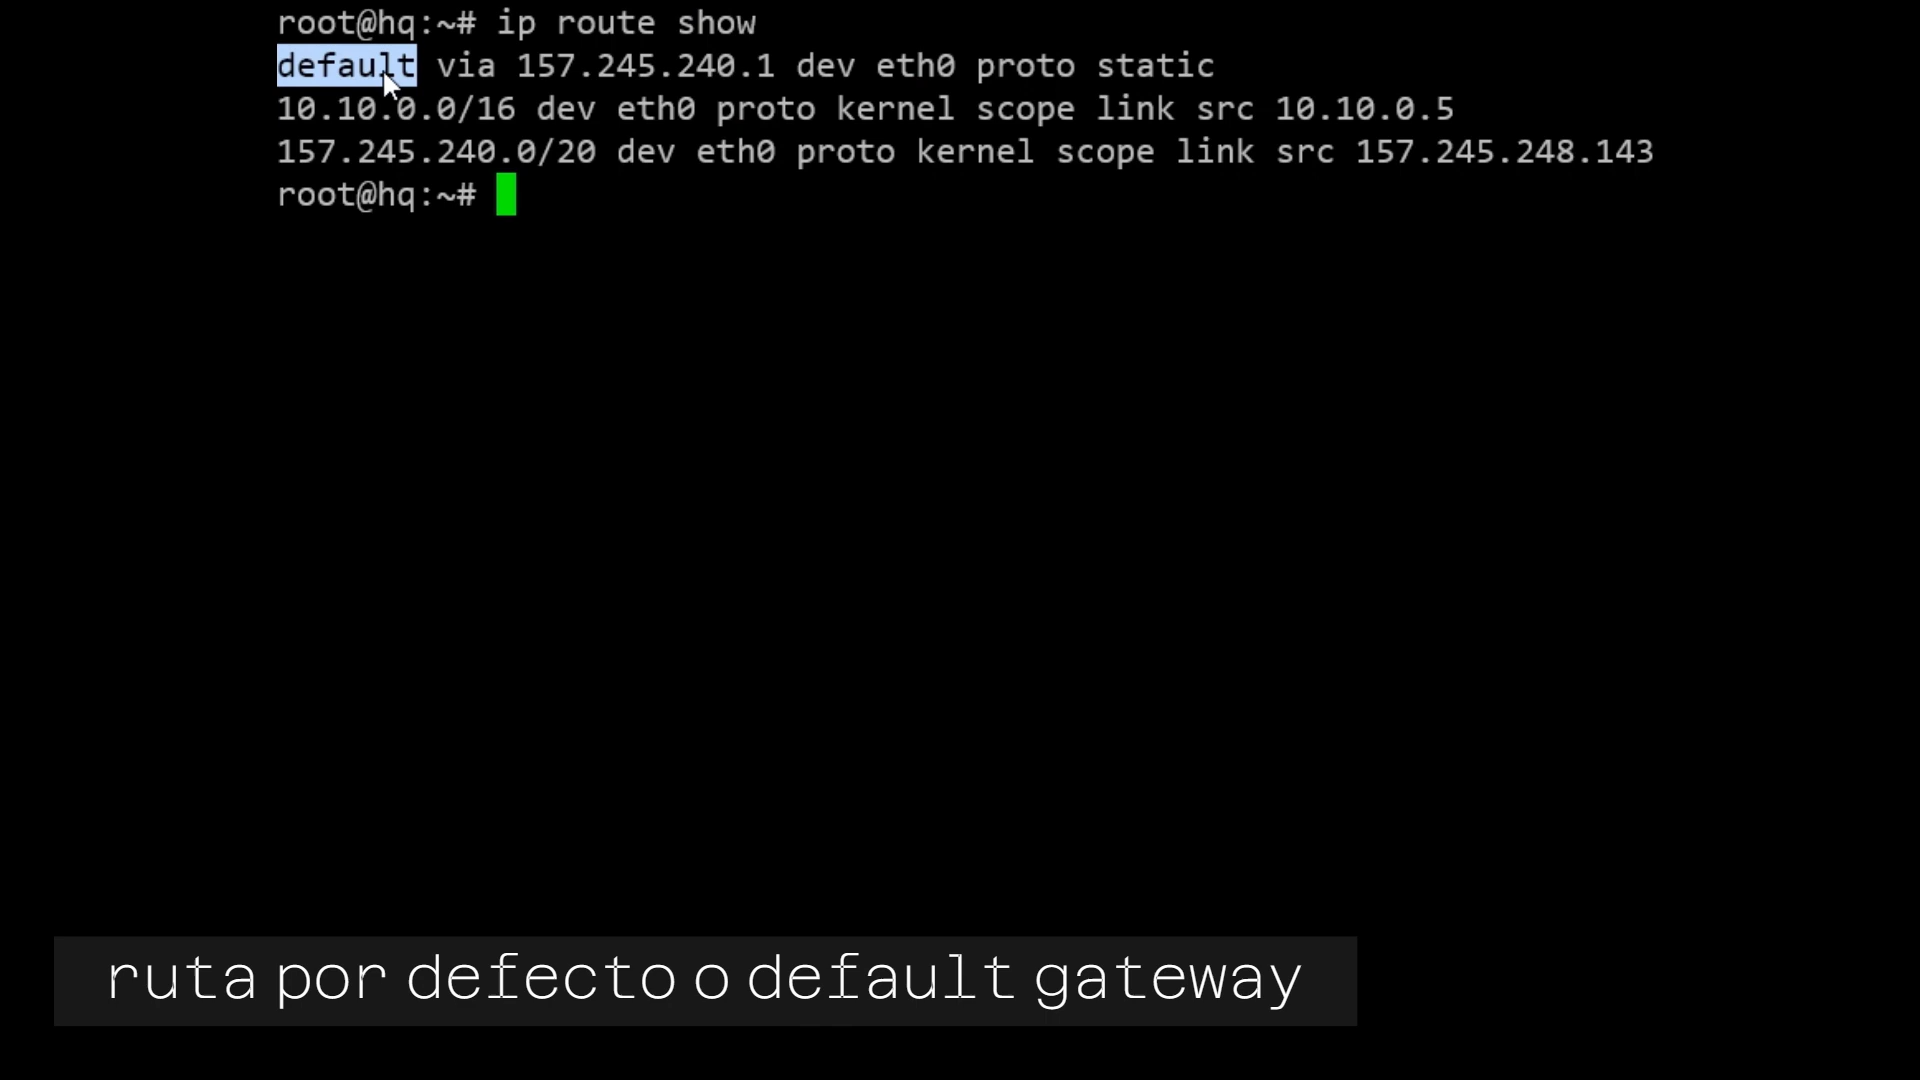 root@hq:~# ip route show
default via 157.245.240.1 dev eth0 proto static
10.10.0.0/16 dev eth0 proto kernel scope link src 10.10.0.5
157.245.240.0/20 dev eth0 proto kernel scope link src 157.245.248.143
root@hq:~#
ruta por defecto o default gateway